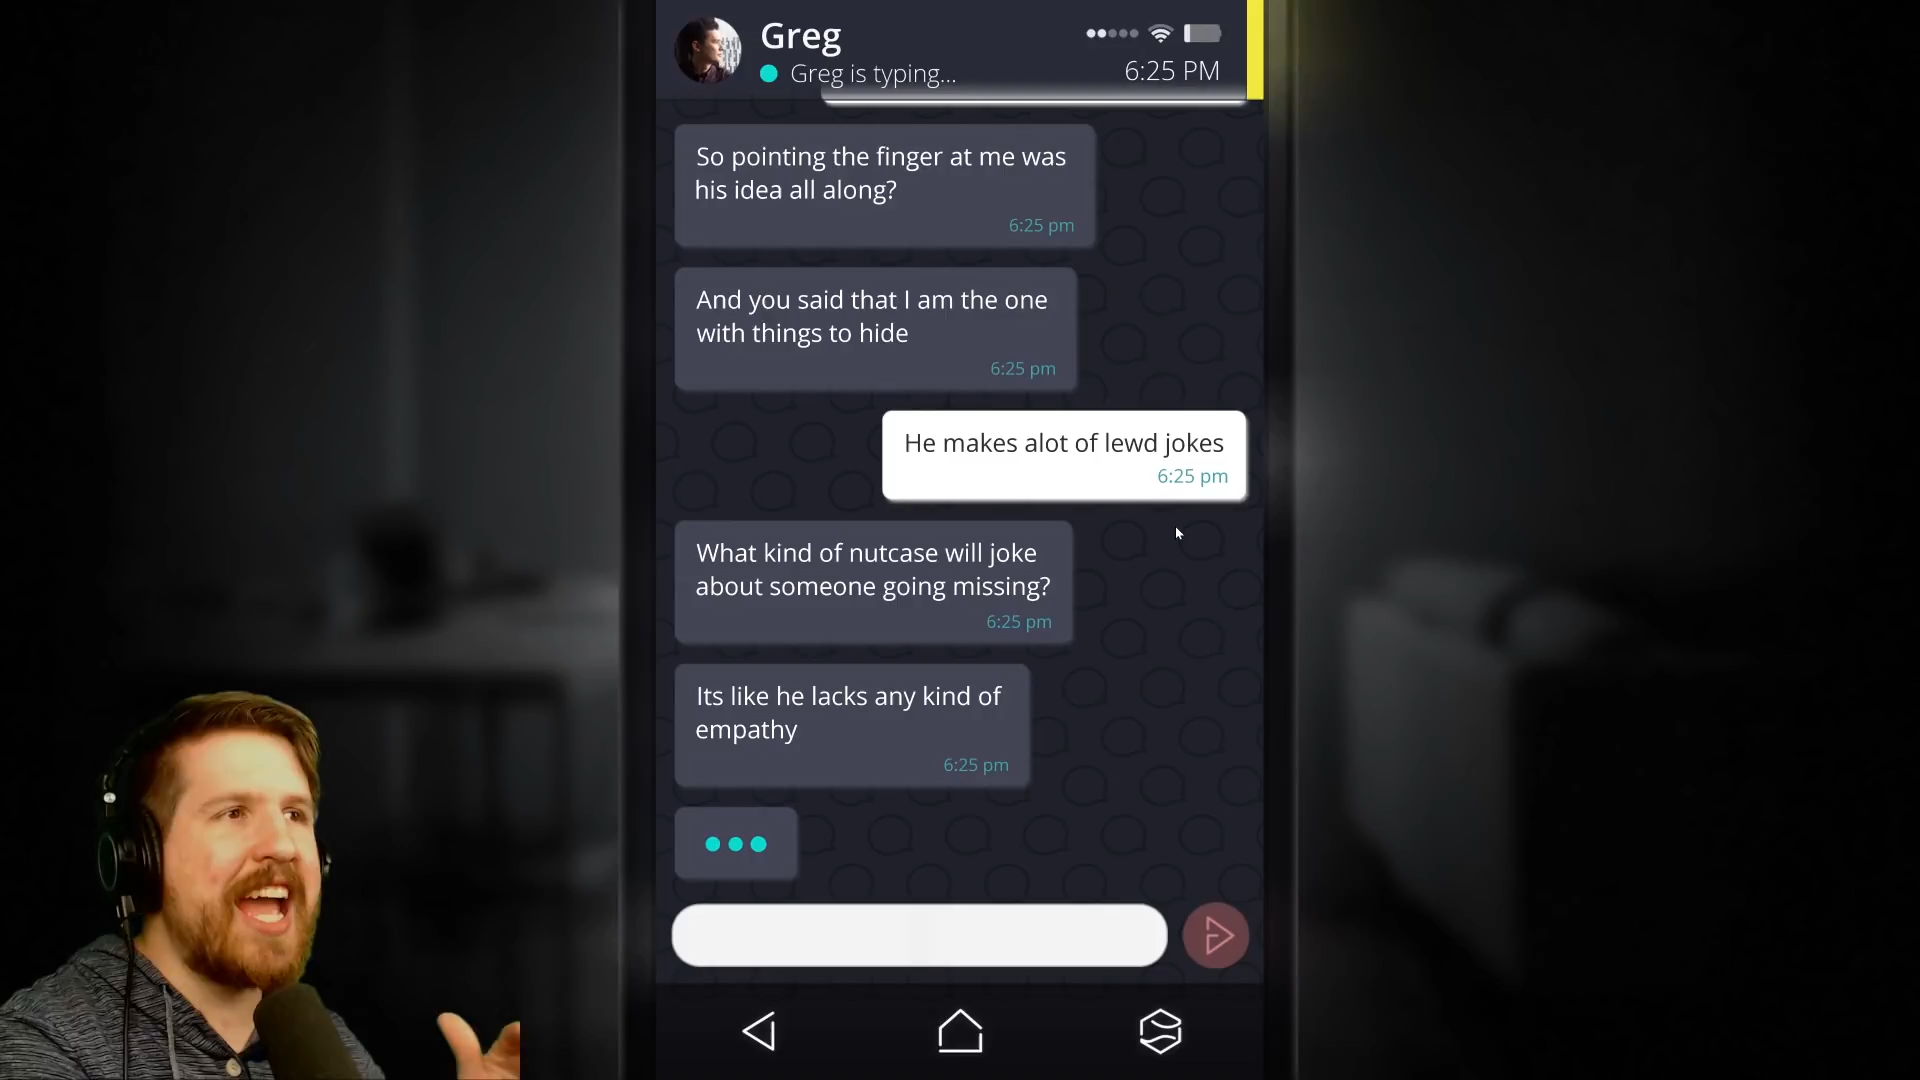 Greg
Greg is typing...
6:25 PM
So pointing the finger at me was
his idea all along?
6:25 pm
And you said that I am the one
with things to hide
6:25 pm
He makes alot of lewd jokes
6:25 pm
What kind of nutcase will joke
about someone going missing?
6:25 pm
Its like he lacks any kind of
empathy
6:25 pm